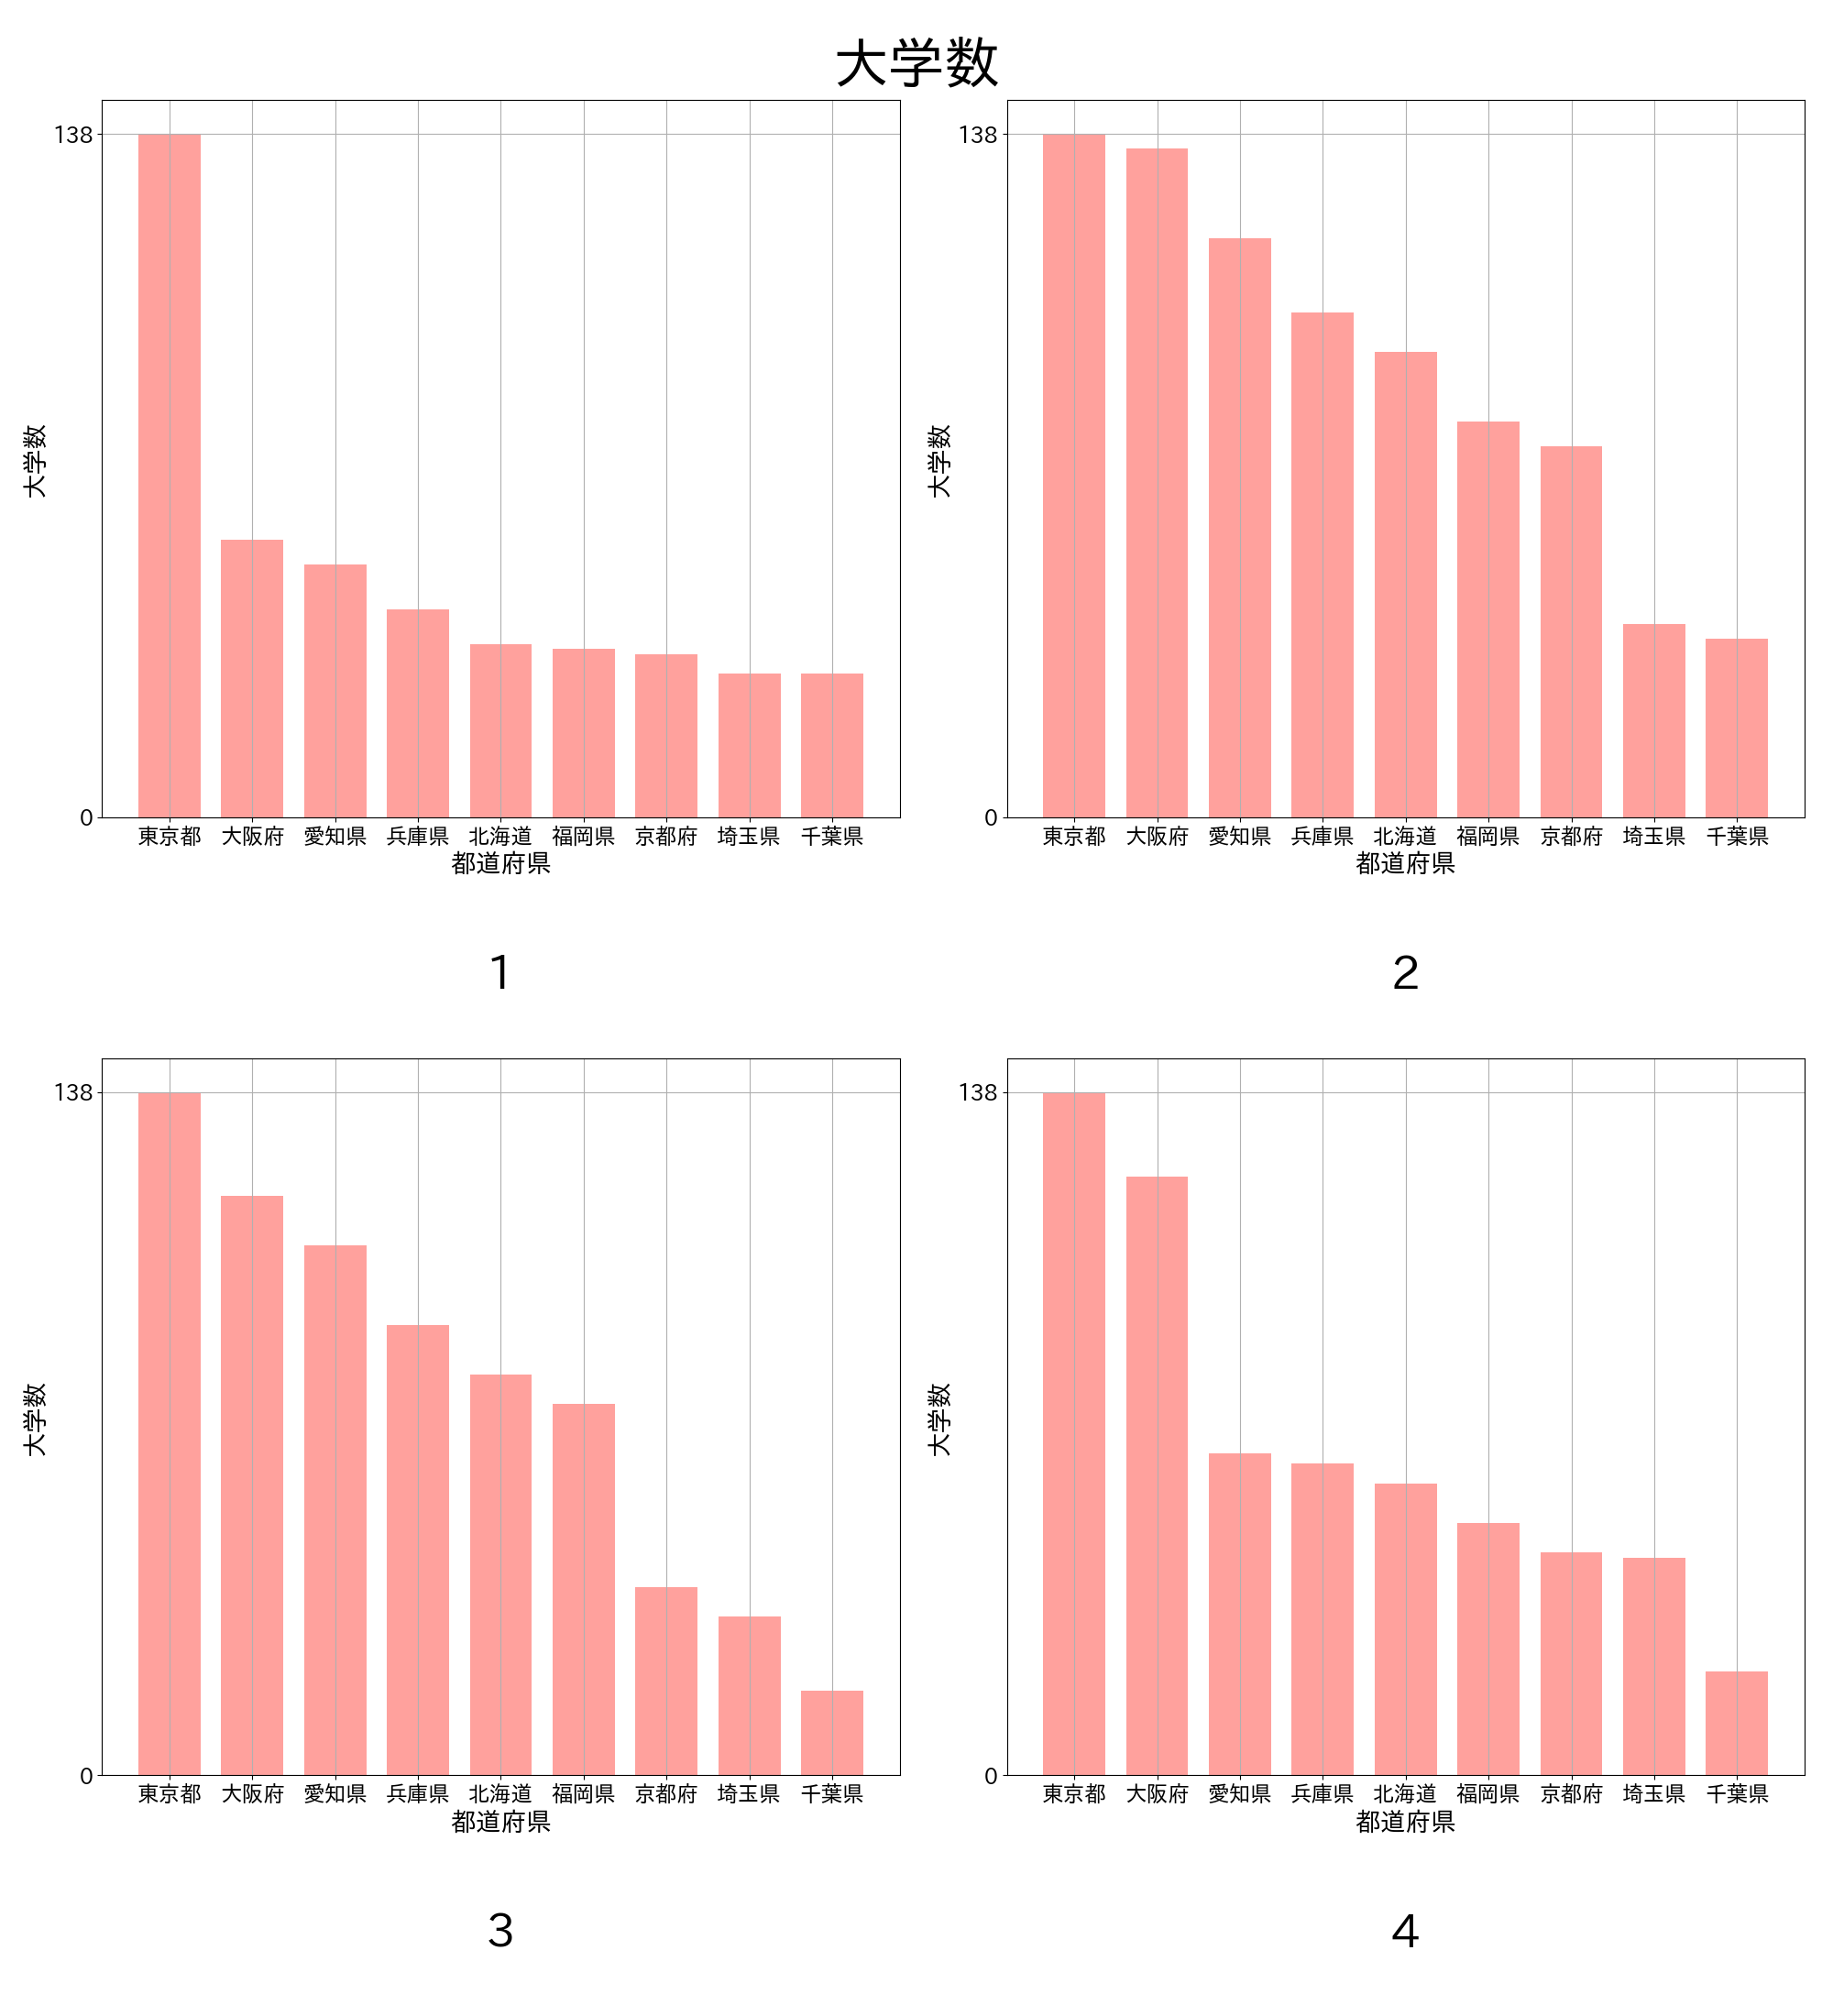 大学数
138
0
大学数
東京都 大阪府 愛知県 兵庫県 北海道 福岡県 京都府 埼玉県 千葉県
都道府県
1
138
0
大学数
東京都 大阪府 愛知県 兵庫県 北海道 福岡県 京都府 埼玉県 千葉県
都道府県
2
138
0
大学数
東京都 大阪府 愛知県 兵庫県 北海道 福岡県 京都府 埼玉県 千葉県
都道府県
3
138
0
大学数
東京都 大阪府 愛知県 兵庫県 北海道 福岡県 京都府 埼玉県 千葉県
都道府県
4